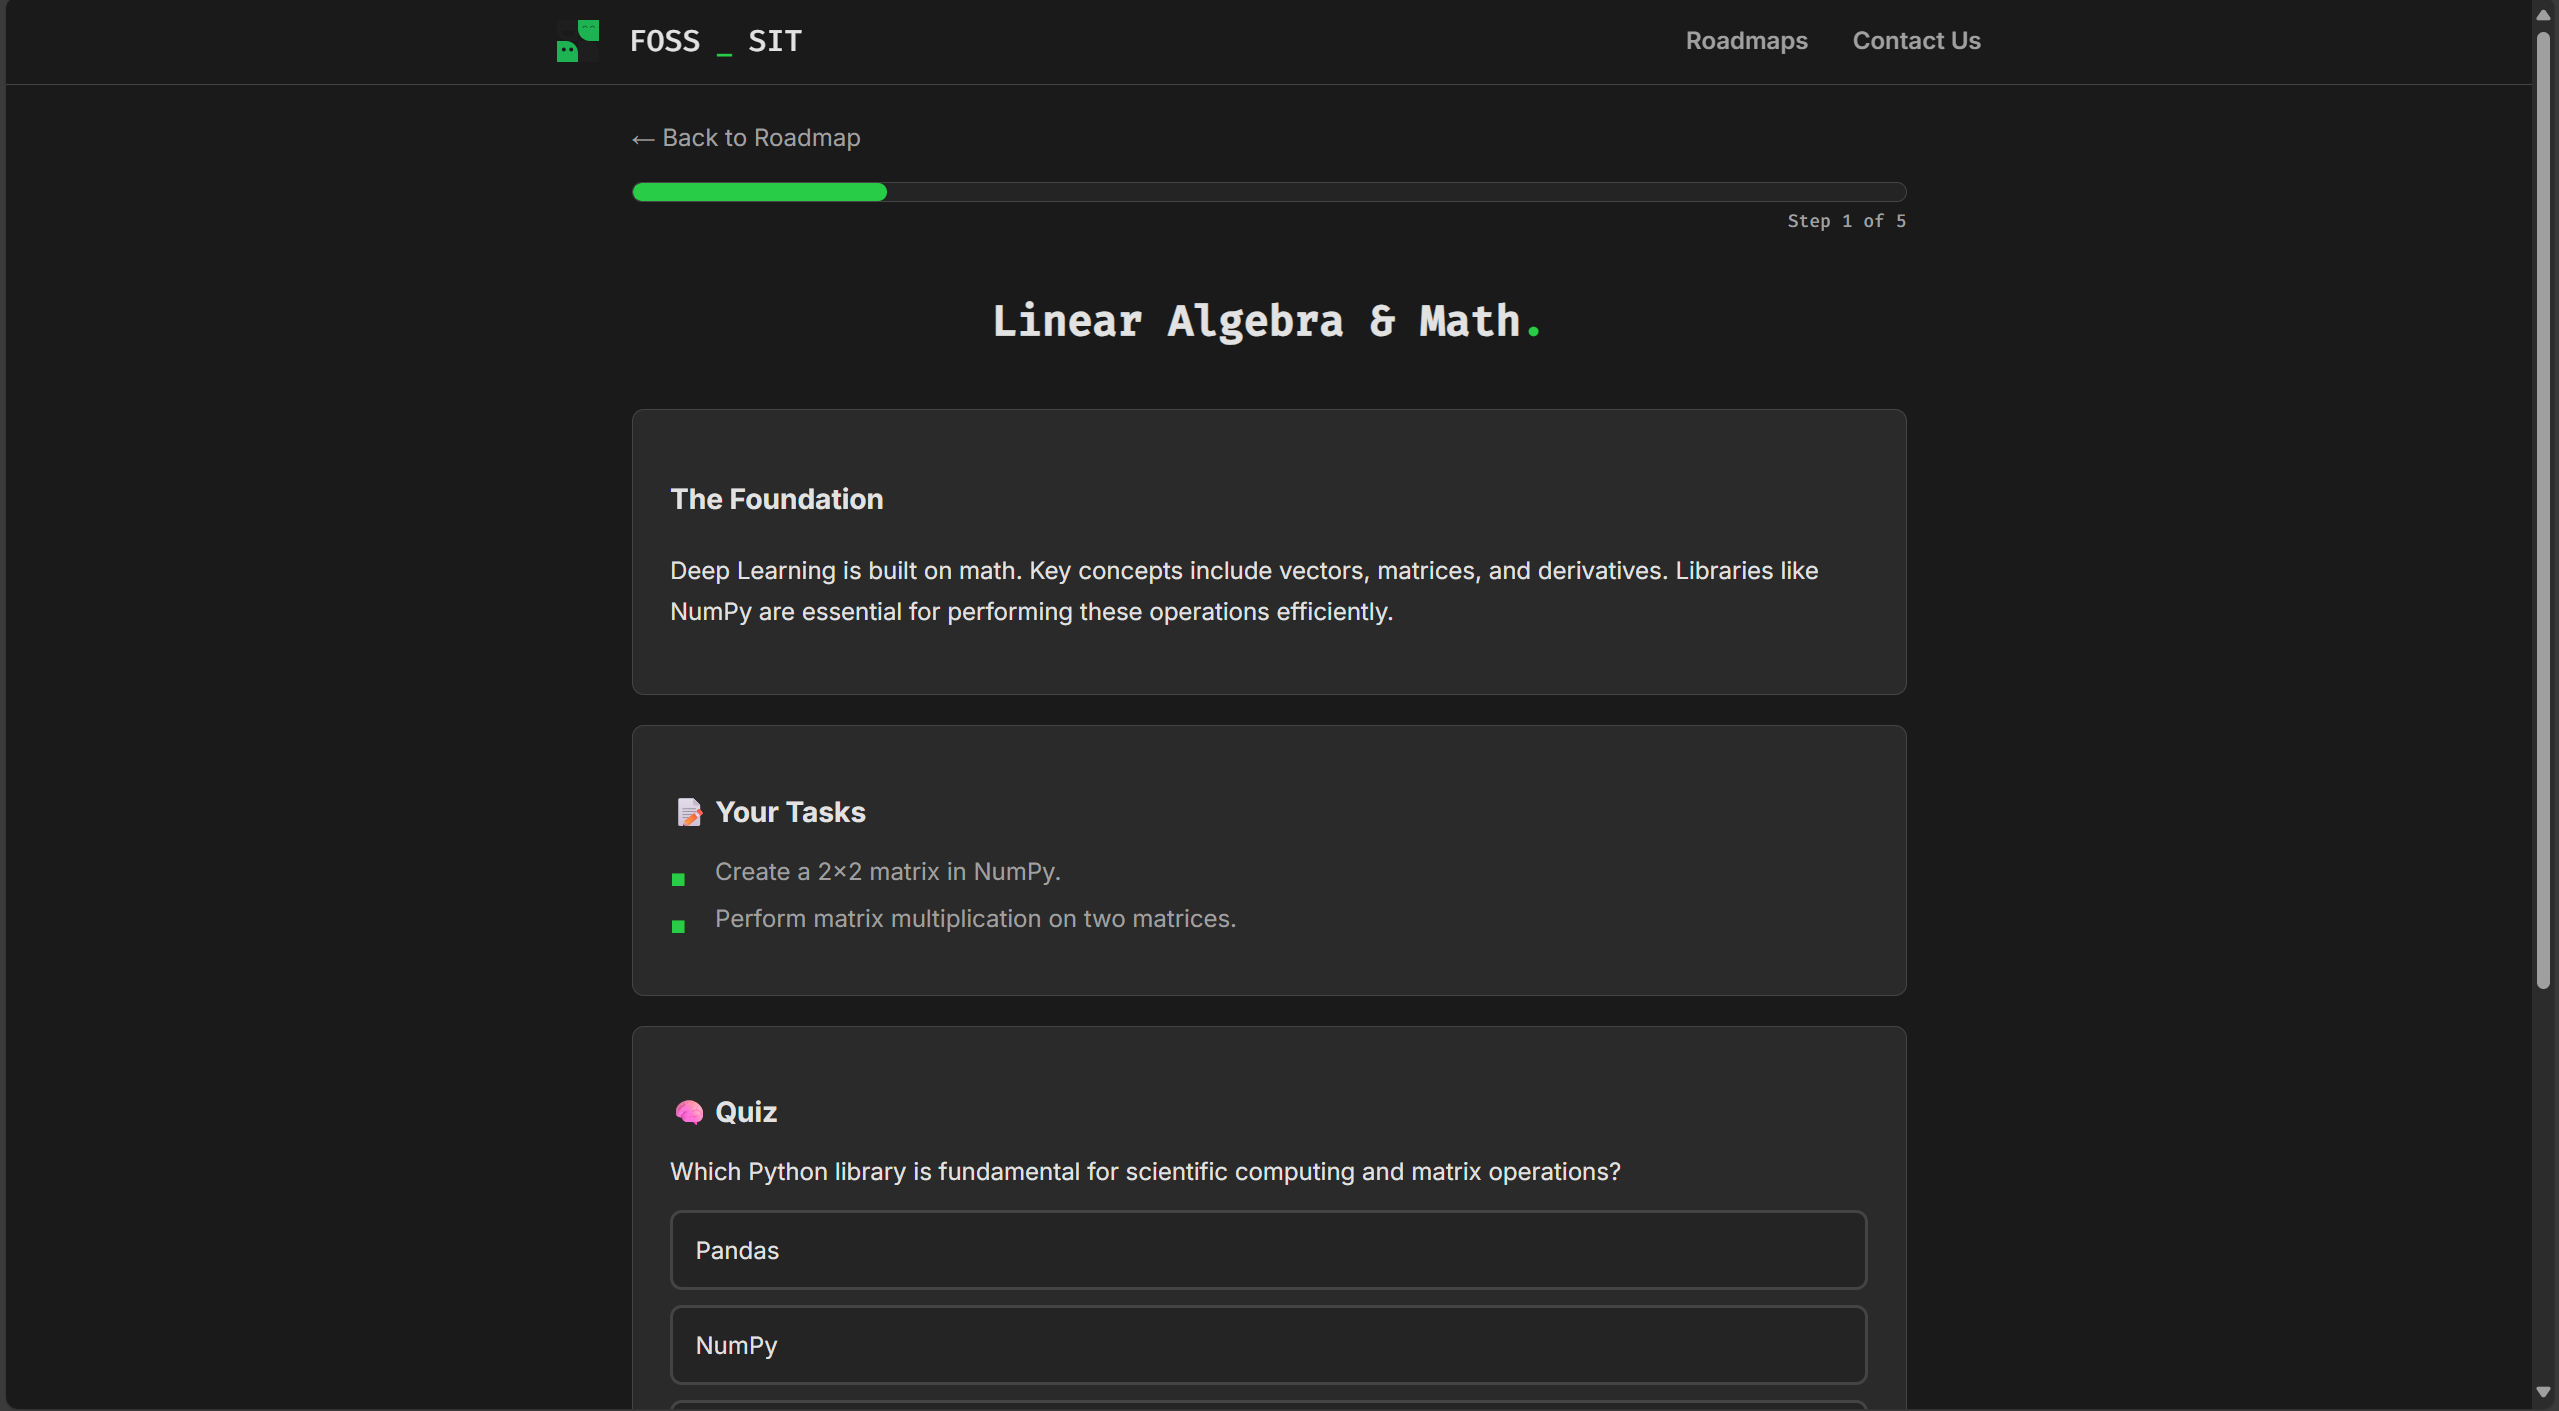 FOSS _ SIT
Roadmaps
Contact Us
← Back to Roadmap
Step 1 of 5
Linear Algebra & Math.
The Foundation
Deep Learning is built on math. Key concepts include vectors, matrices, and derivatives. Libraries like
NumPy are essential for performing these operations efficiently.
📝 Your Tasks
Create a 2×2 matrix in NumPy.
Perform matrix multiplication on two matrices.
🧠 Quiz
Which Python library is fundamental for scientific computing and matrix operations?
Pandas
NumPy